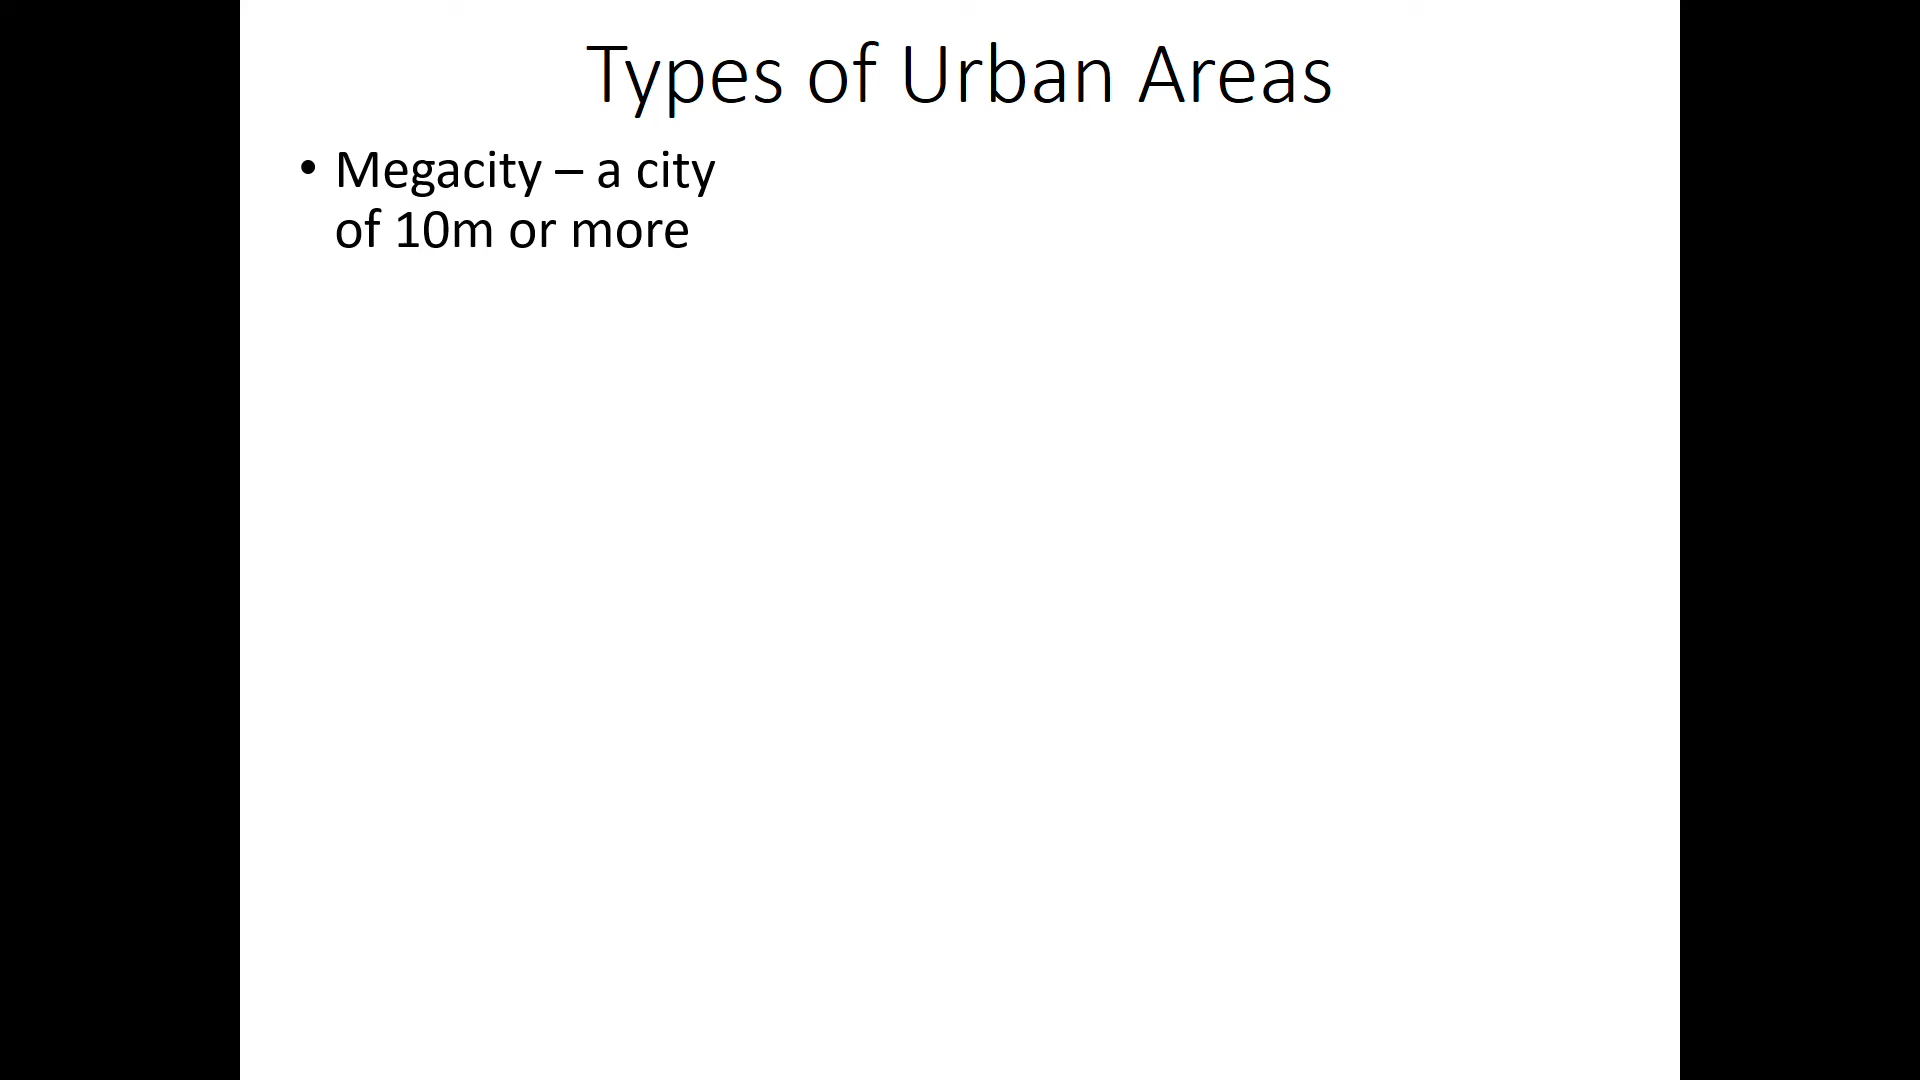 Types of Urban Areas
• Megacity – a city
of 10m or more